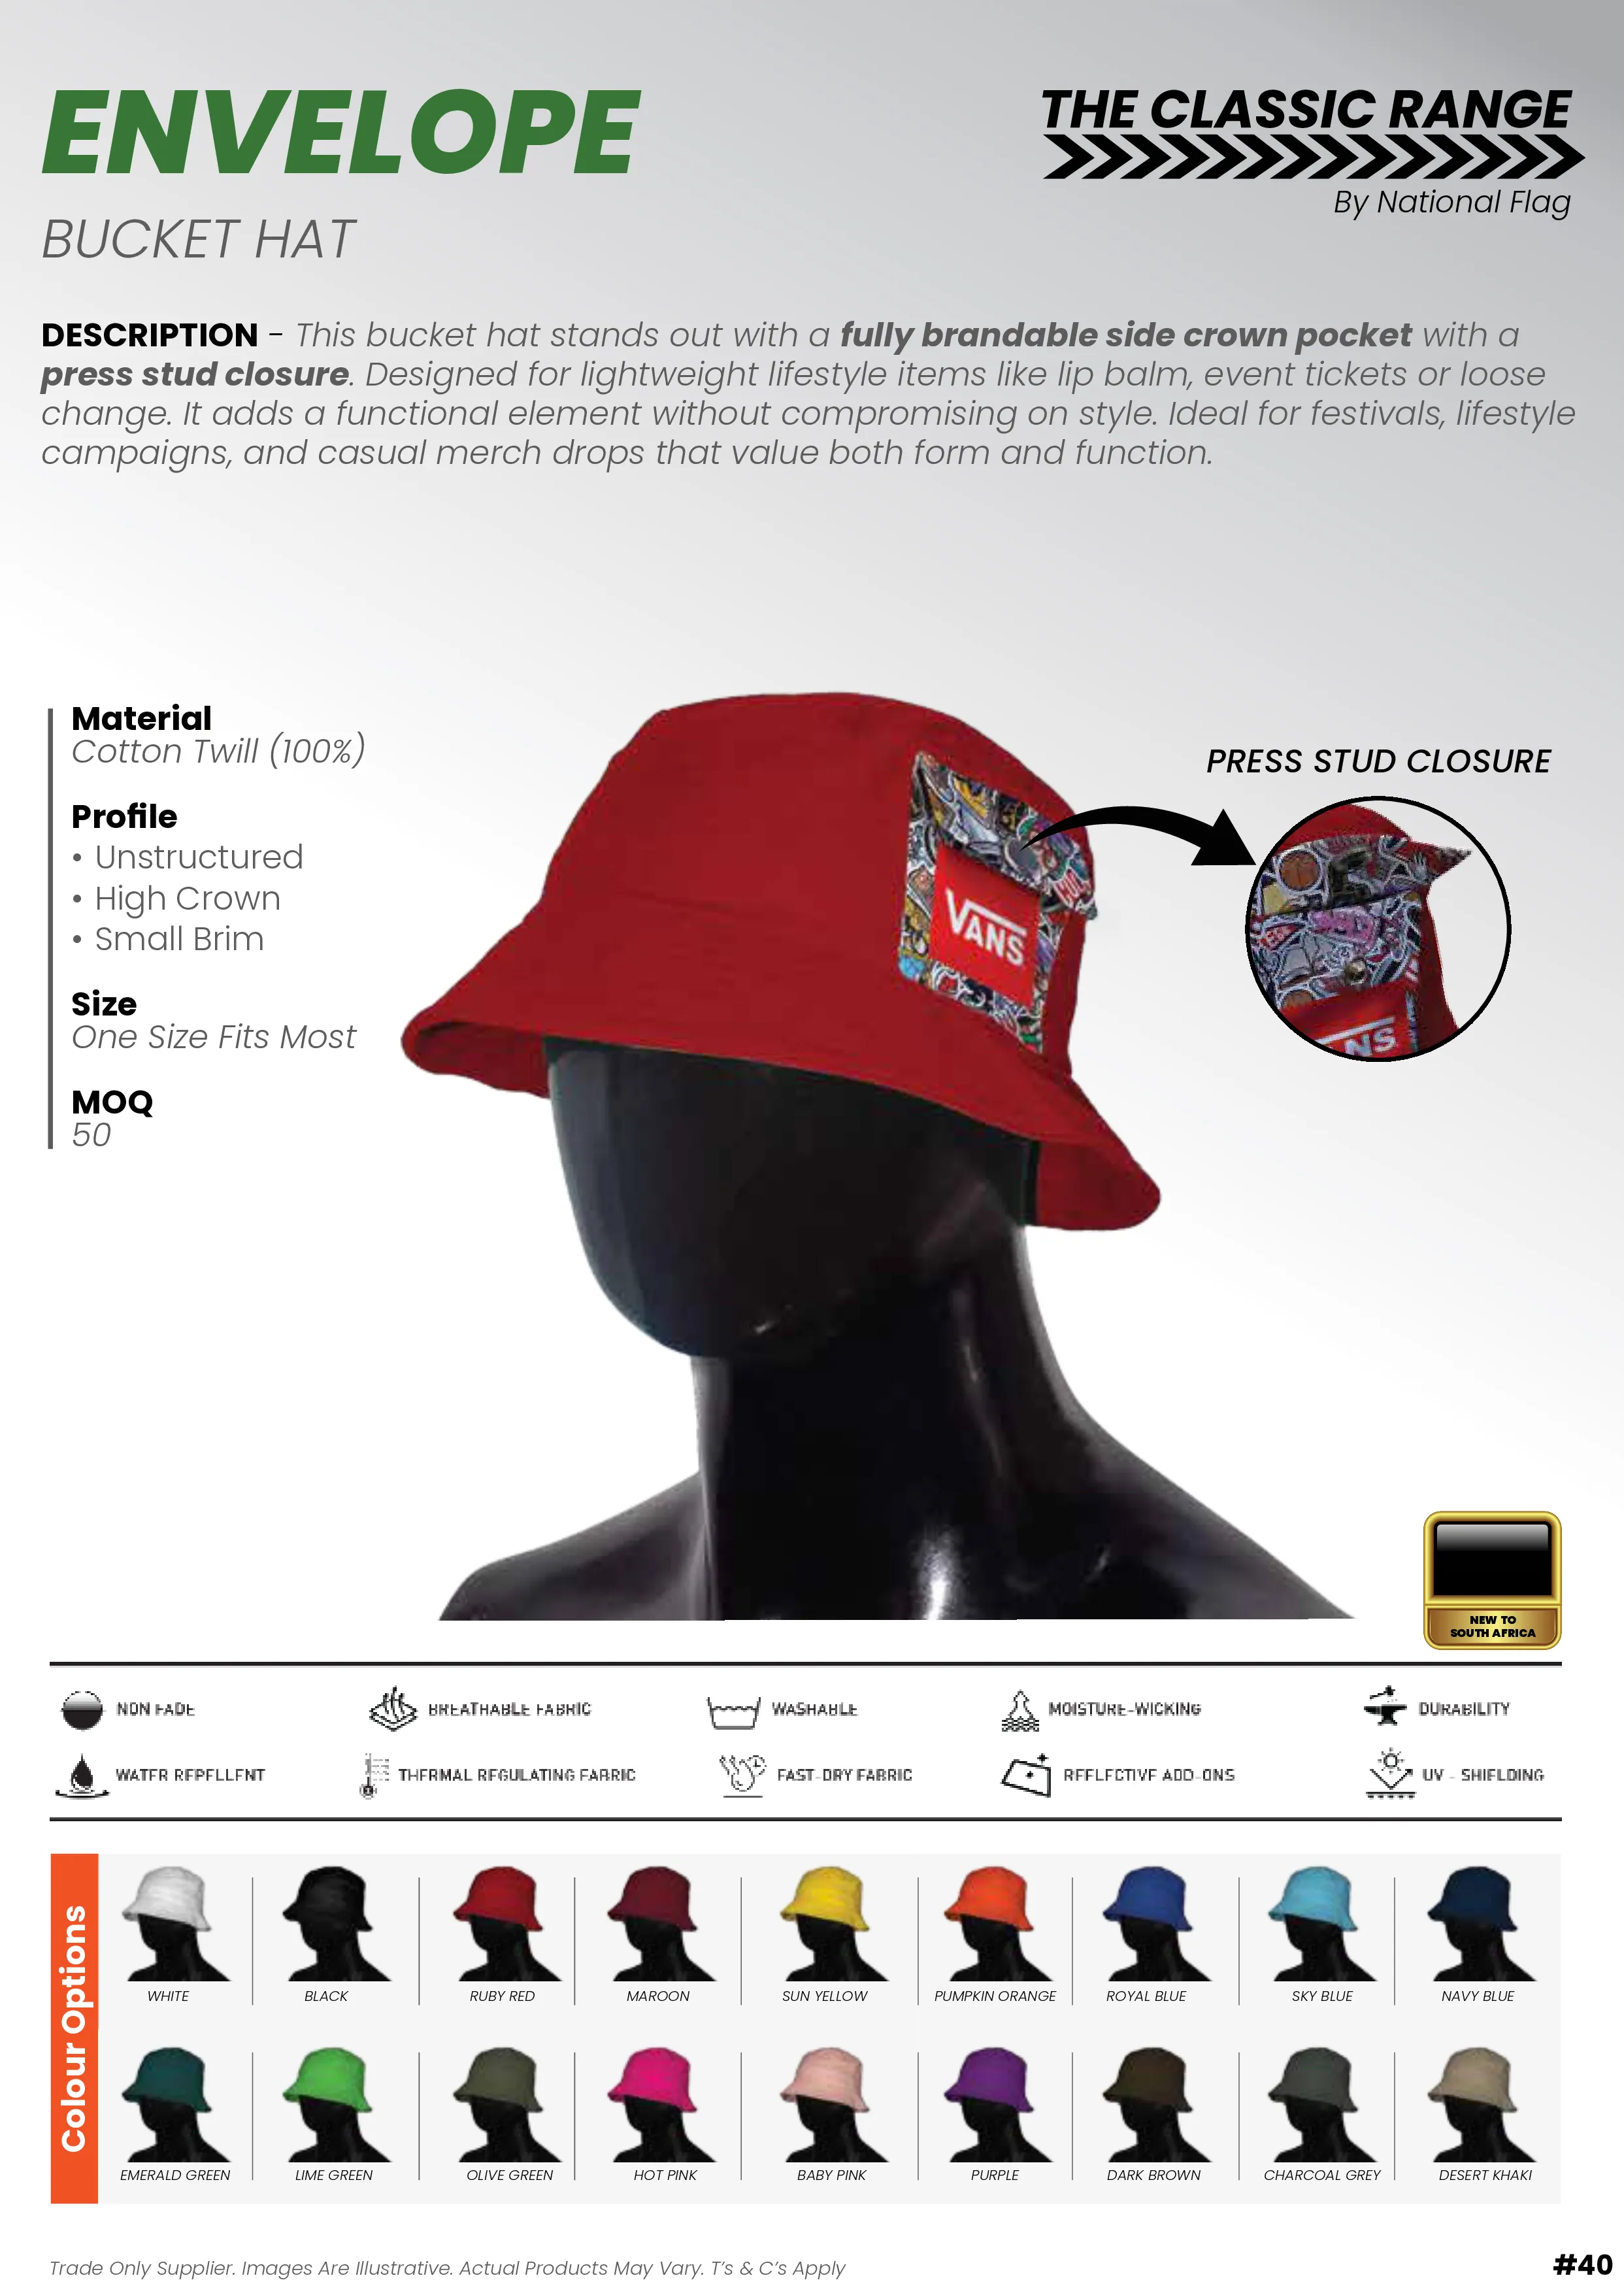 ENVELOPE
BUCKET HAT
THE CLASSIC RANGE
By National Flag
DESCRIPTION - This bucket hat stands out with a fully brandable side crown pocket with a
press stud closure. Designed for lightweight lifestyle items like lip balm, event tickets or loose
change. It adds a functional element without compromising on style. Ideal for festivals, lifestyle
campaigns, and casual merch drops that value both form and function.
Material
Cotton Twill (100%)
Profile
• Unstructured
• High Crown
• Small Brim
Size
One Size Fits Most
MOQ
50
VANS
PRESS STUD CLOSURE
NS
NEW TO
SOUTH AFRICA
NON FADE
BREATHABLE FABRIC
WASHABLE
MOISTURE-WICKING
DURABILITY
WATER REPELLENT
THERMAL REGULATING FABRIC
FAST-DRY FABRIC
REFLECTIVE ADD-ONS
UV - SHIELDING
Colour Options
WHITE
BLACK
RUBY RED
MAROON
SUN YELLOW
PUMPKIN ORANGE
ROYAL BLUE
SKY BLUE
NAVY BLUE
EMERALD GREEN
LIME GREEN
OLIVE GREEN
HOT PINK
BABY PINK
PURPLE
DARK BROWN
CHARCOAL GREY
DESERT KHAKI
Trade Only Supplier. Images Are Illustrative. Actual Products May Vary. T's & C's Apply
#40